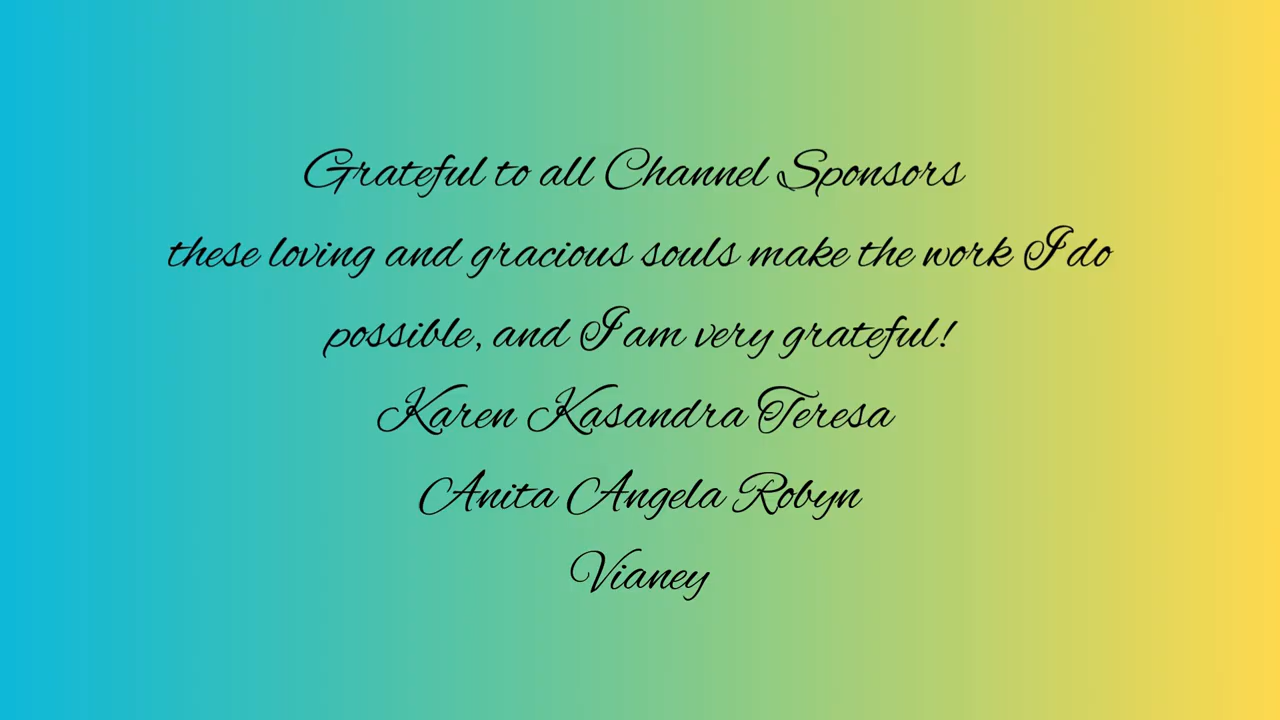 Grateful to all Channel Sponsors
these loving and gracious souls make the work I do
possible, and I am very grateful!
Karen Kasandra Teresa
Anita Angela Robyn
Vianey